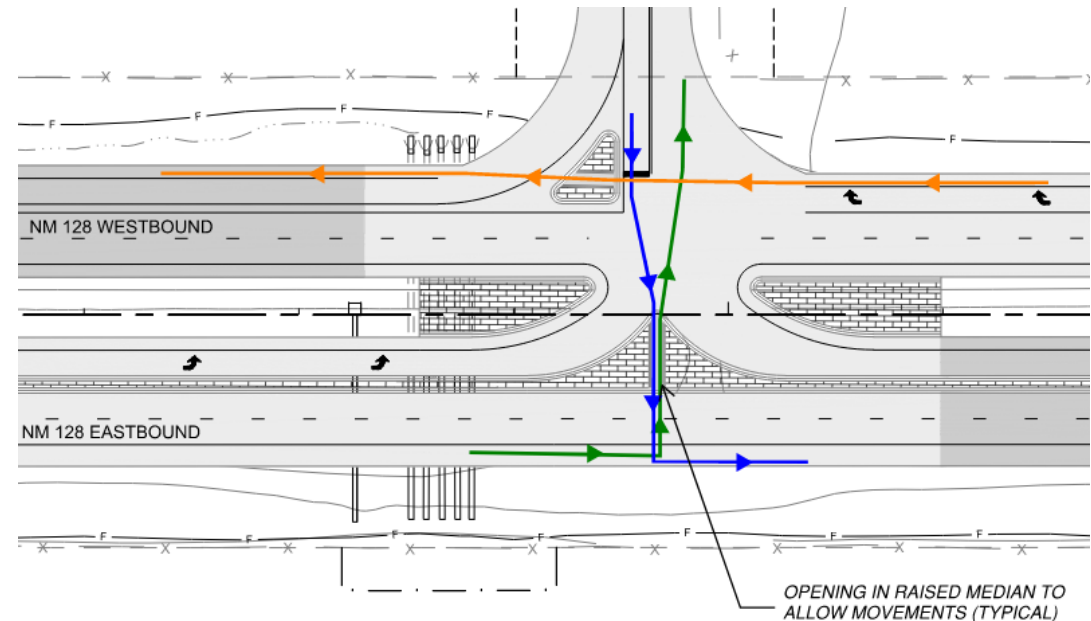 F
F
F
F
F
NM 128 WESTBOUND
NM 128 EASTBOUND
F
F
F
F
F
F
OPENING IN RAISED MEDIAN TO
ALLOW MOVEMENTS (TYPICAL)